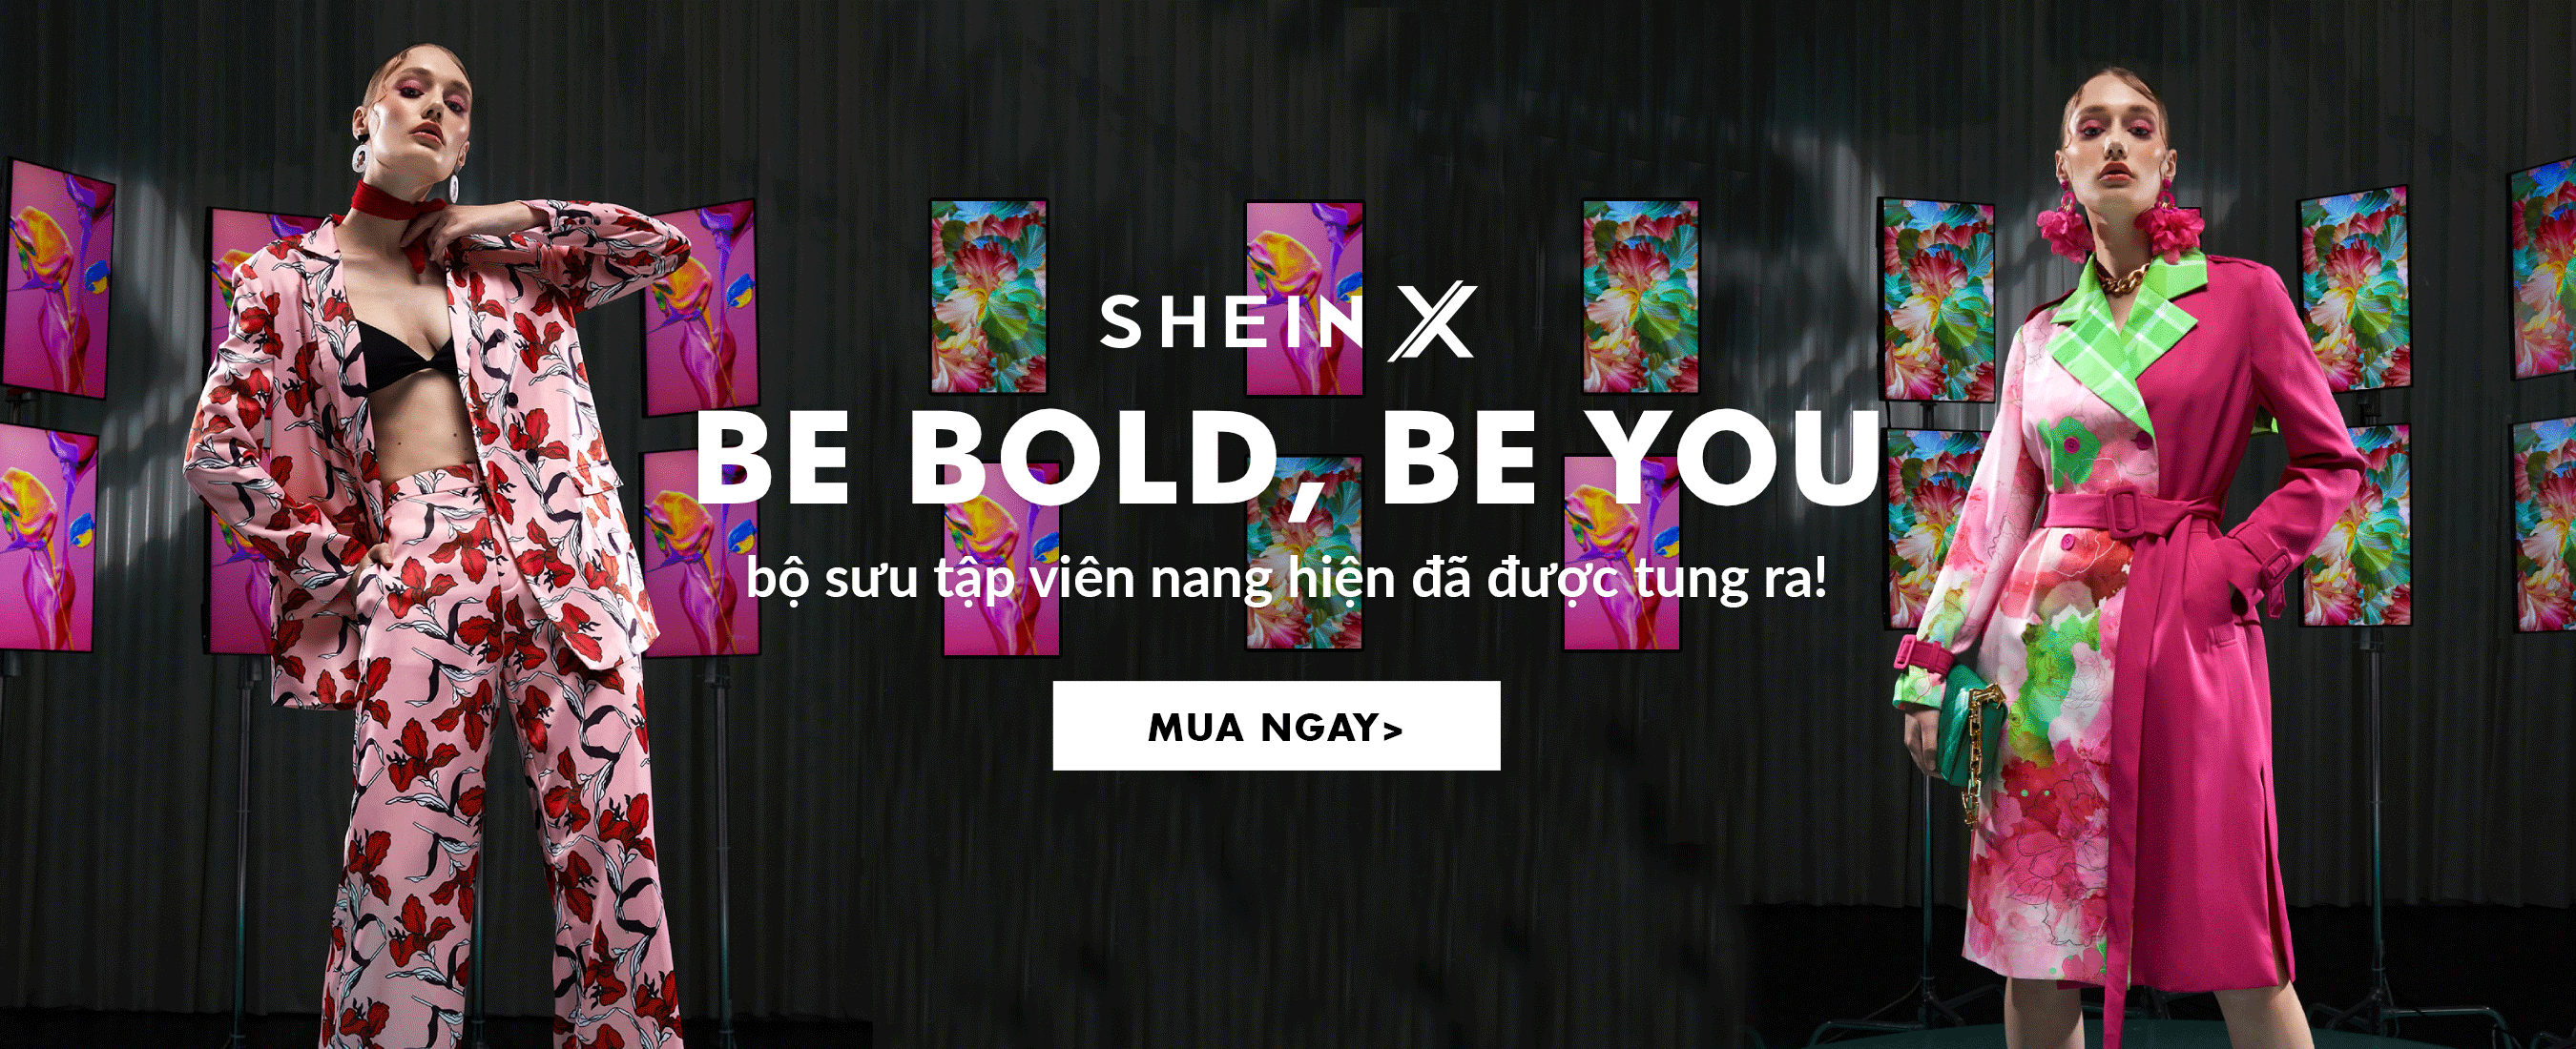 SHEIN X
BE BOLD, BE YOU
bộ sưu tập viên nang hiện đã được tung ra!
MUA NGAY>